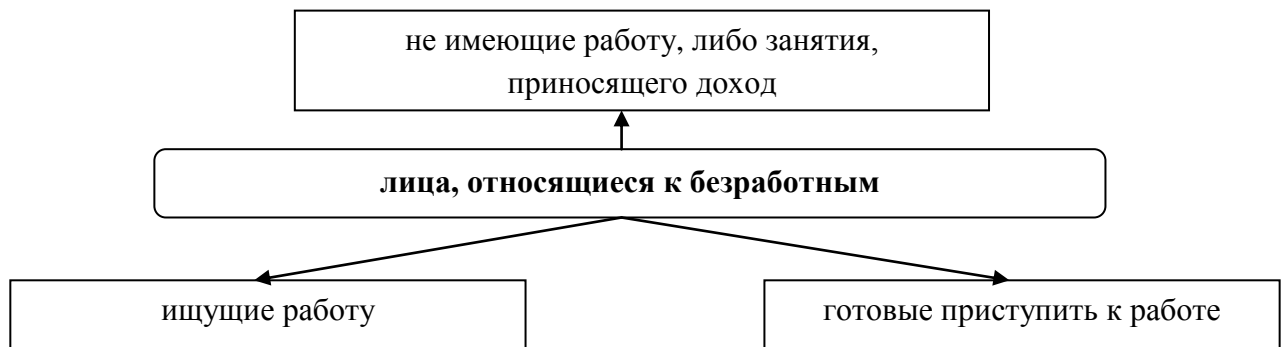 не имеющие работу, либо занятия,
приносящего доход
лица, относящиеся к безработным
ищущие работу
готовые приступить к работе